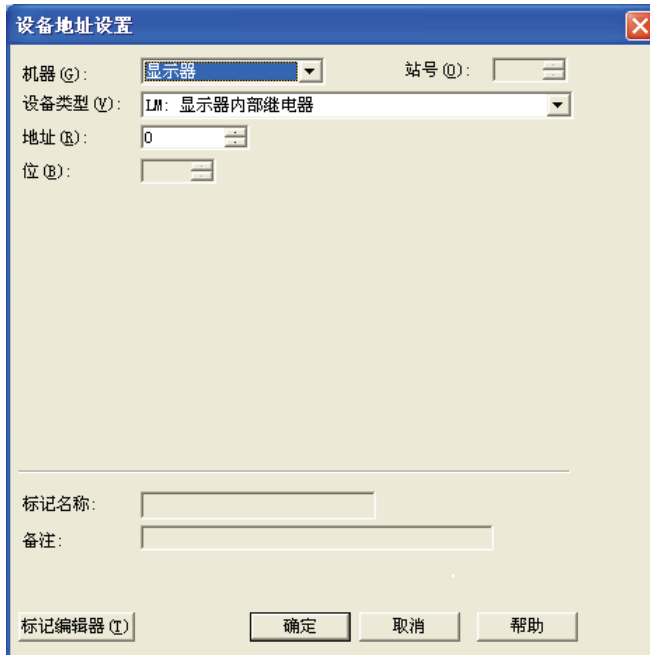 设备地址设置
机器(G): 显示器 站号(O):
设备类型(V): LM: 显示器内部继电器
地址(R): 0
位(B):
标记名称:
备注:
标记编辑器(T) 确定 取消 帮助